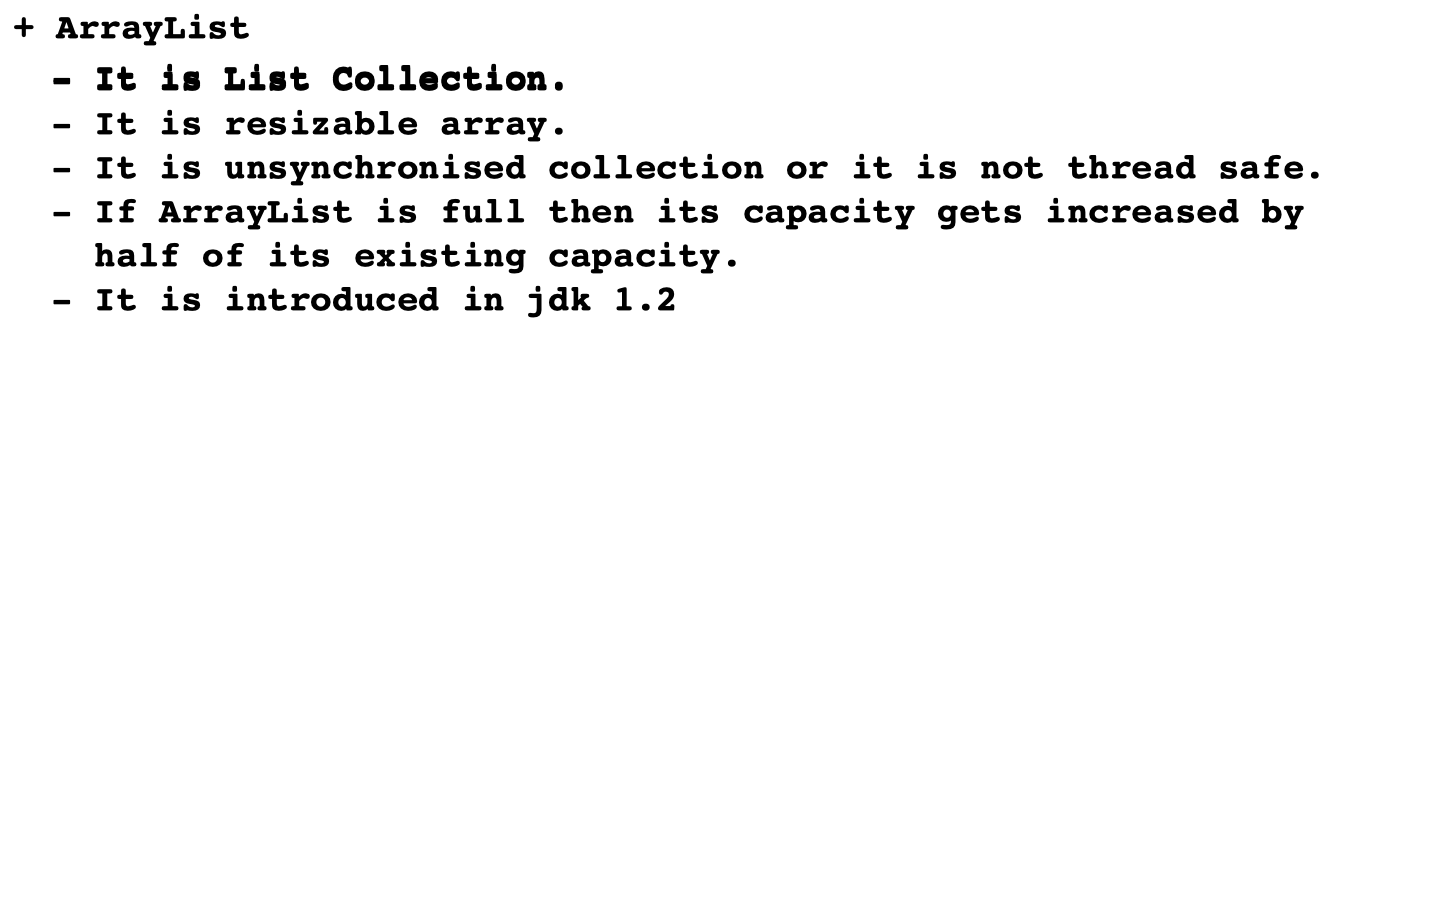 + ArrayList
- It is List Collection.
- It is resizable array.
- It is unsynchronised collection or it is not thread safe.
- If ArrayList is full then its capacity gets increased by
half of its existing capacity.
- It is introduced in jdk 1.2